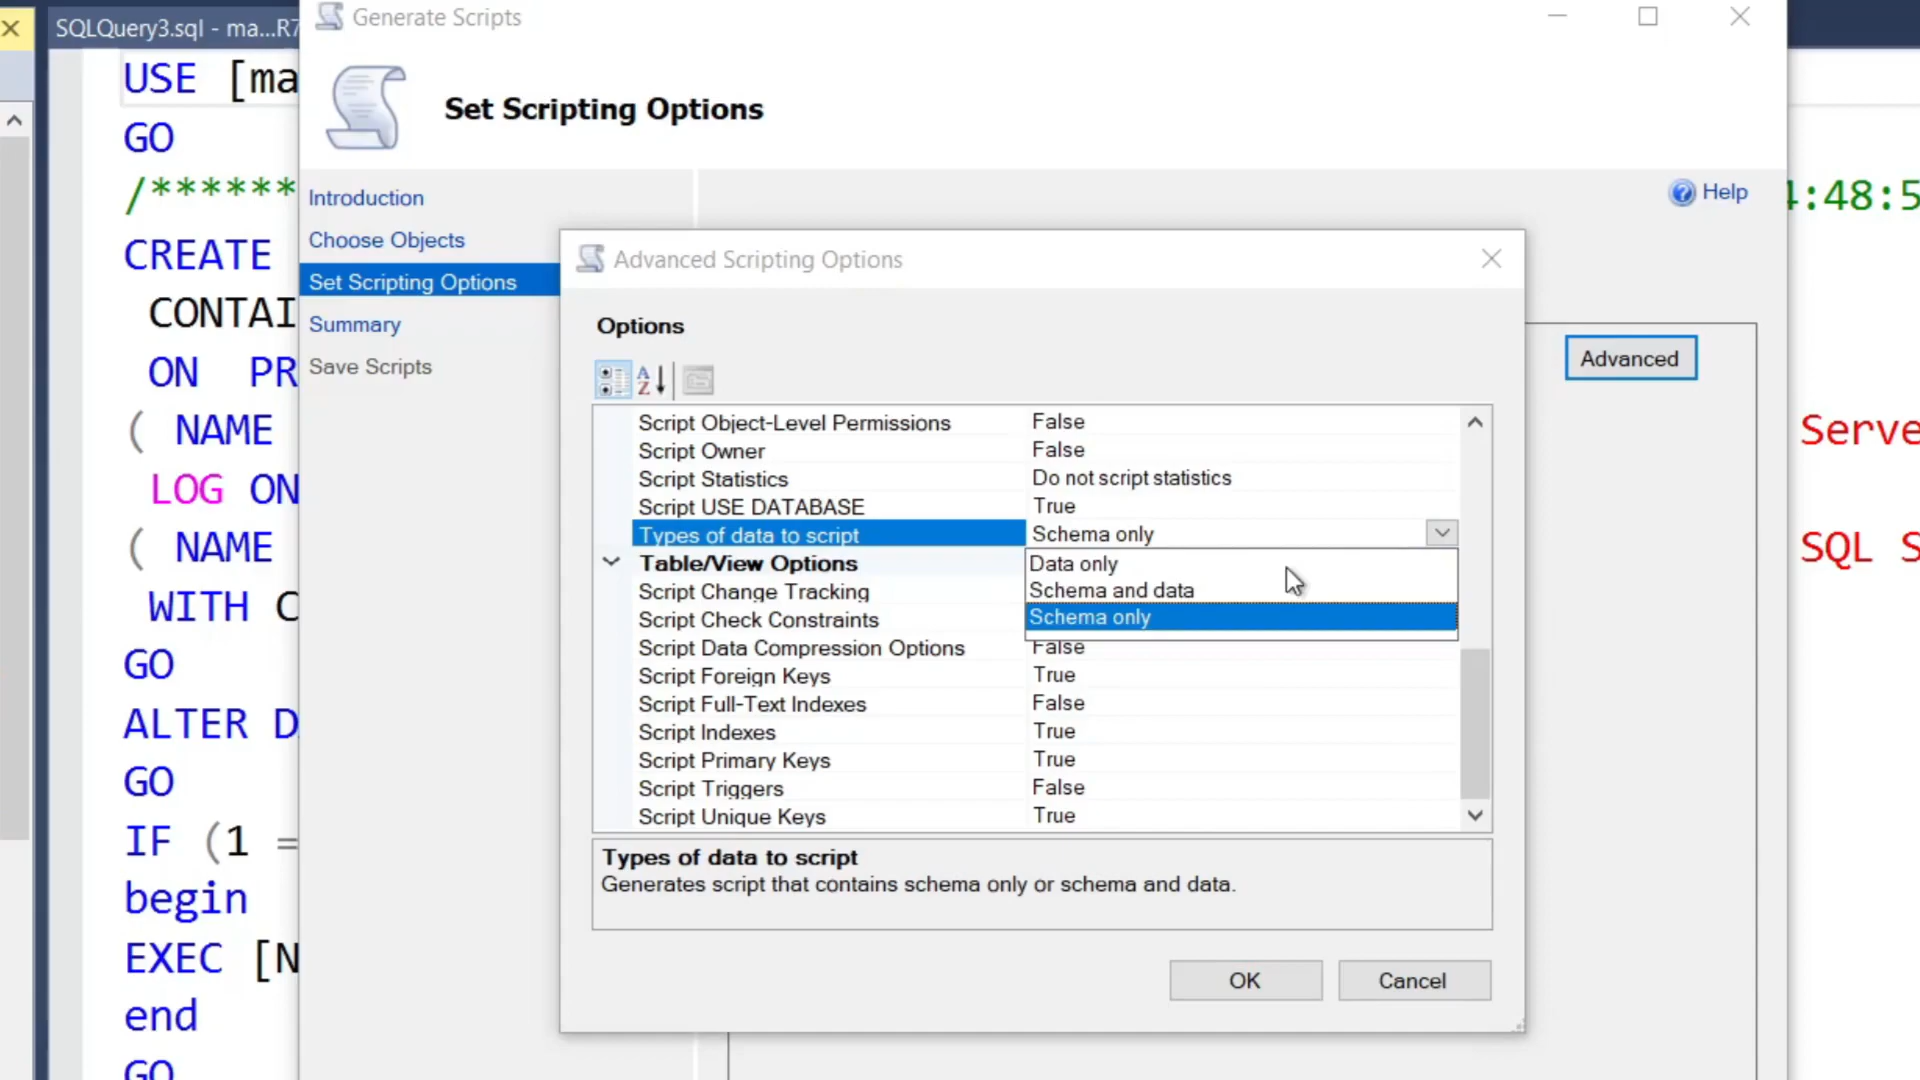 SQLQuery3.sql - ma...R7
Generate Scripts
USE [ma
GO
/******
CREATE
CONTAI
ON PR
( NAME
LOG ON
( NAME
WITH C
GO
ALTER D
GO
IF (1 =
begin
EXEC [N
end
GO
4:48:5
Serve
SQL S
Set Scripting Options
Help
Introduction
Choose Objects
Set Scripting Options
Summary
Save Scripts
Advanced
Advanced Scripting Options
Options
Script Object-Level Permissions False
Script Owner False
Script Statistics Do not script statistics
Script USE DATABASE True
Types of data to script Schema only
Data only
Schema and data
Schema only
Table/View Options
Script Change Tracking
Script Check Constraints
Script Data Compression Options False
Script Foreign Keys True
Script Full-Text Indexes False
Script Indexes True
Script Primary Keys True
Script Triggers False
Script Unique Keys True
Types of data to script
Generates script that contains schema only or schema and data.
OK
Cancel